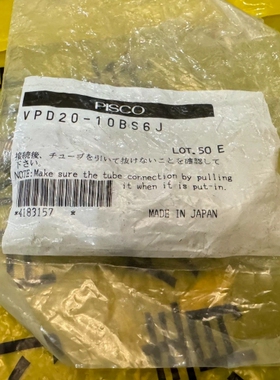 PISCO
VPD20-10BS6J
LOT.50 E
接続後、チューブを引いて抜けないことを確認して
下さい。
NOTE:Make sure the tube connection by pulling
it when it is put-in.
*4183157 *
MADE IN JAPAN